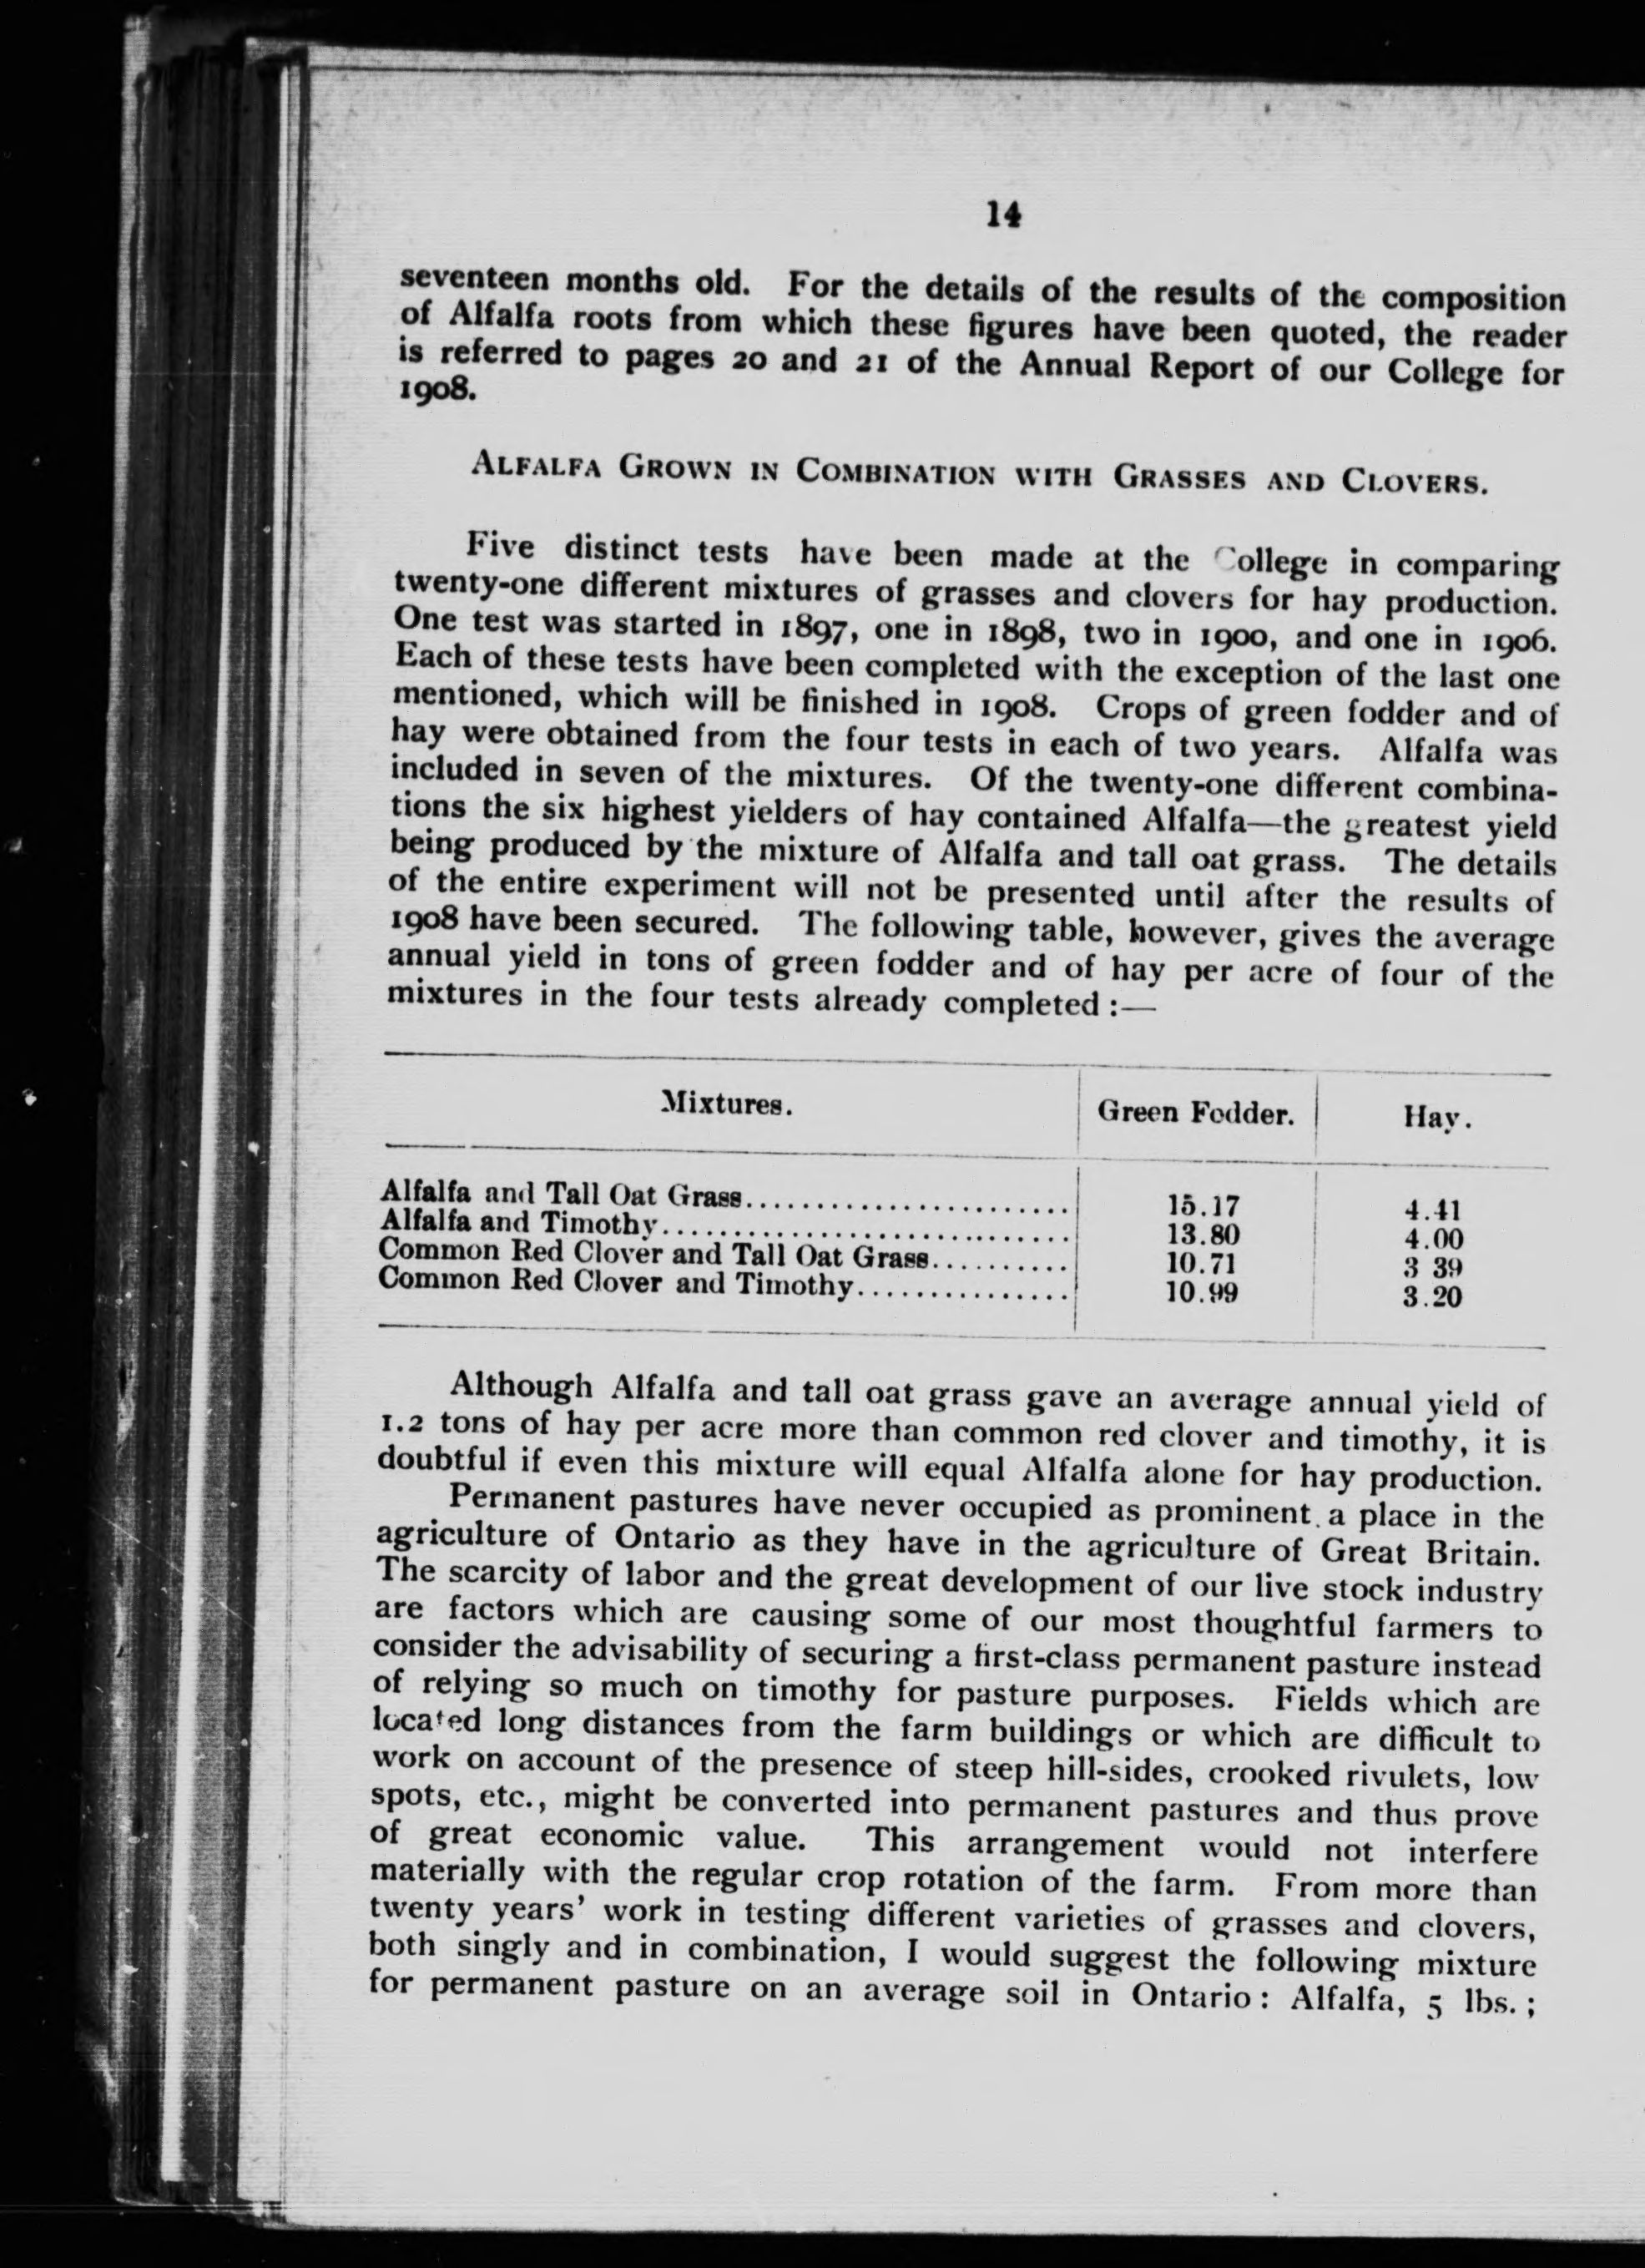 14
seventeen months old. For the details of the results of the composition
of Alfalfa roots from which these figures have been quoted, the reader
is referred to pages 20 and 21 of the Annual Report of our College for
1908.
ALFALFA GROWN IN COMBINATION WITH GRASSES AND CLOVERS.
Five distinct tests have been made at the College in comparing
twenty-one different mixtures of grasses and clovers for hay production.
One test was started in 1897, one in 1898, two in 1900, and one in 1906.
Each of these tests have been completed with the exception of the last one
mentioned, which will be finished in 1908. Crops of green fodder and of
hay were obtained from the four tests in each of two years. Alfalfa was
included in seven of the mixtures. Of the twenty-one different combina-
tions the six highest yielders of hay contained Alfalfa—the greatest yield
being produced by the mixture of Alfalfa and tall oat grass. The details
of the entire experiment will not be presented until after the results of
1908 have been secured. The following table, however, gives the average
annual yield in tons of green fodder and of hay per acre of four of the
mixtures in the four tests already completed :—
Mixtures. Green Fodder. Hay.
Alfalfa and Tall Oat Grass........................ 15.17 4.41
Alfalfa and Timothy.............................. 13.80 4.00
Common Red Clover and Tall Oat Grass.......... 10.71 3 39
Common Red Clover and Timothy................ 10.99 3.20
Although Alfalfa and tall oat grass gave an average annual yield of
1.2 tons of hay per acre more than common red clover and timothy, it is
doubtful if even this mixture will equal Alfalfa alone for hay production.
Permanent pastures have never occupied as prominent a place in the
agriculture of Ontario as they have in the agriculture of Great Britain.
The scarcity of labor and the great development of our live stock industry
are factors which are causing some of our most thoughtful farmers to
consider the advisability of securing a first-class permanent pasture instead
of relying so much on timothy for pasture purposes. Fields which are
located long distances from the farm buildings or which are difficult to
work on account of the presence of steep hill-sides, crooked rivulets, low
spots, etc., might be converted into permanent pastures and thus prove
of great economic value. This arrangement would not interfere
materially with the regular crop rotation of the farm. From more than
twenty years' work in testing different varieties of grasses and clovers,
both singly and in combination, I would suggest the following mixture
for permanent pasture on an average soil in Ontario: Alfalfa, 5 lbs. ;